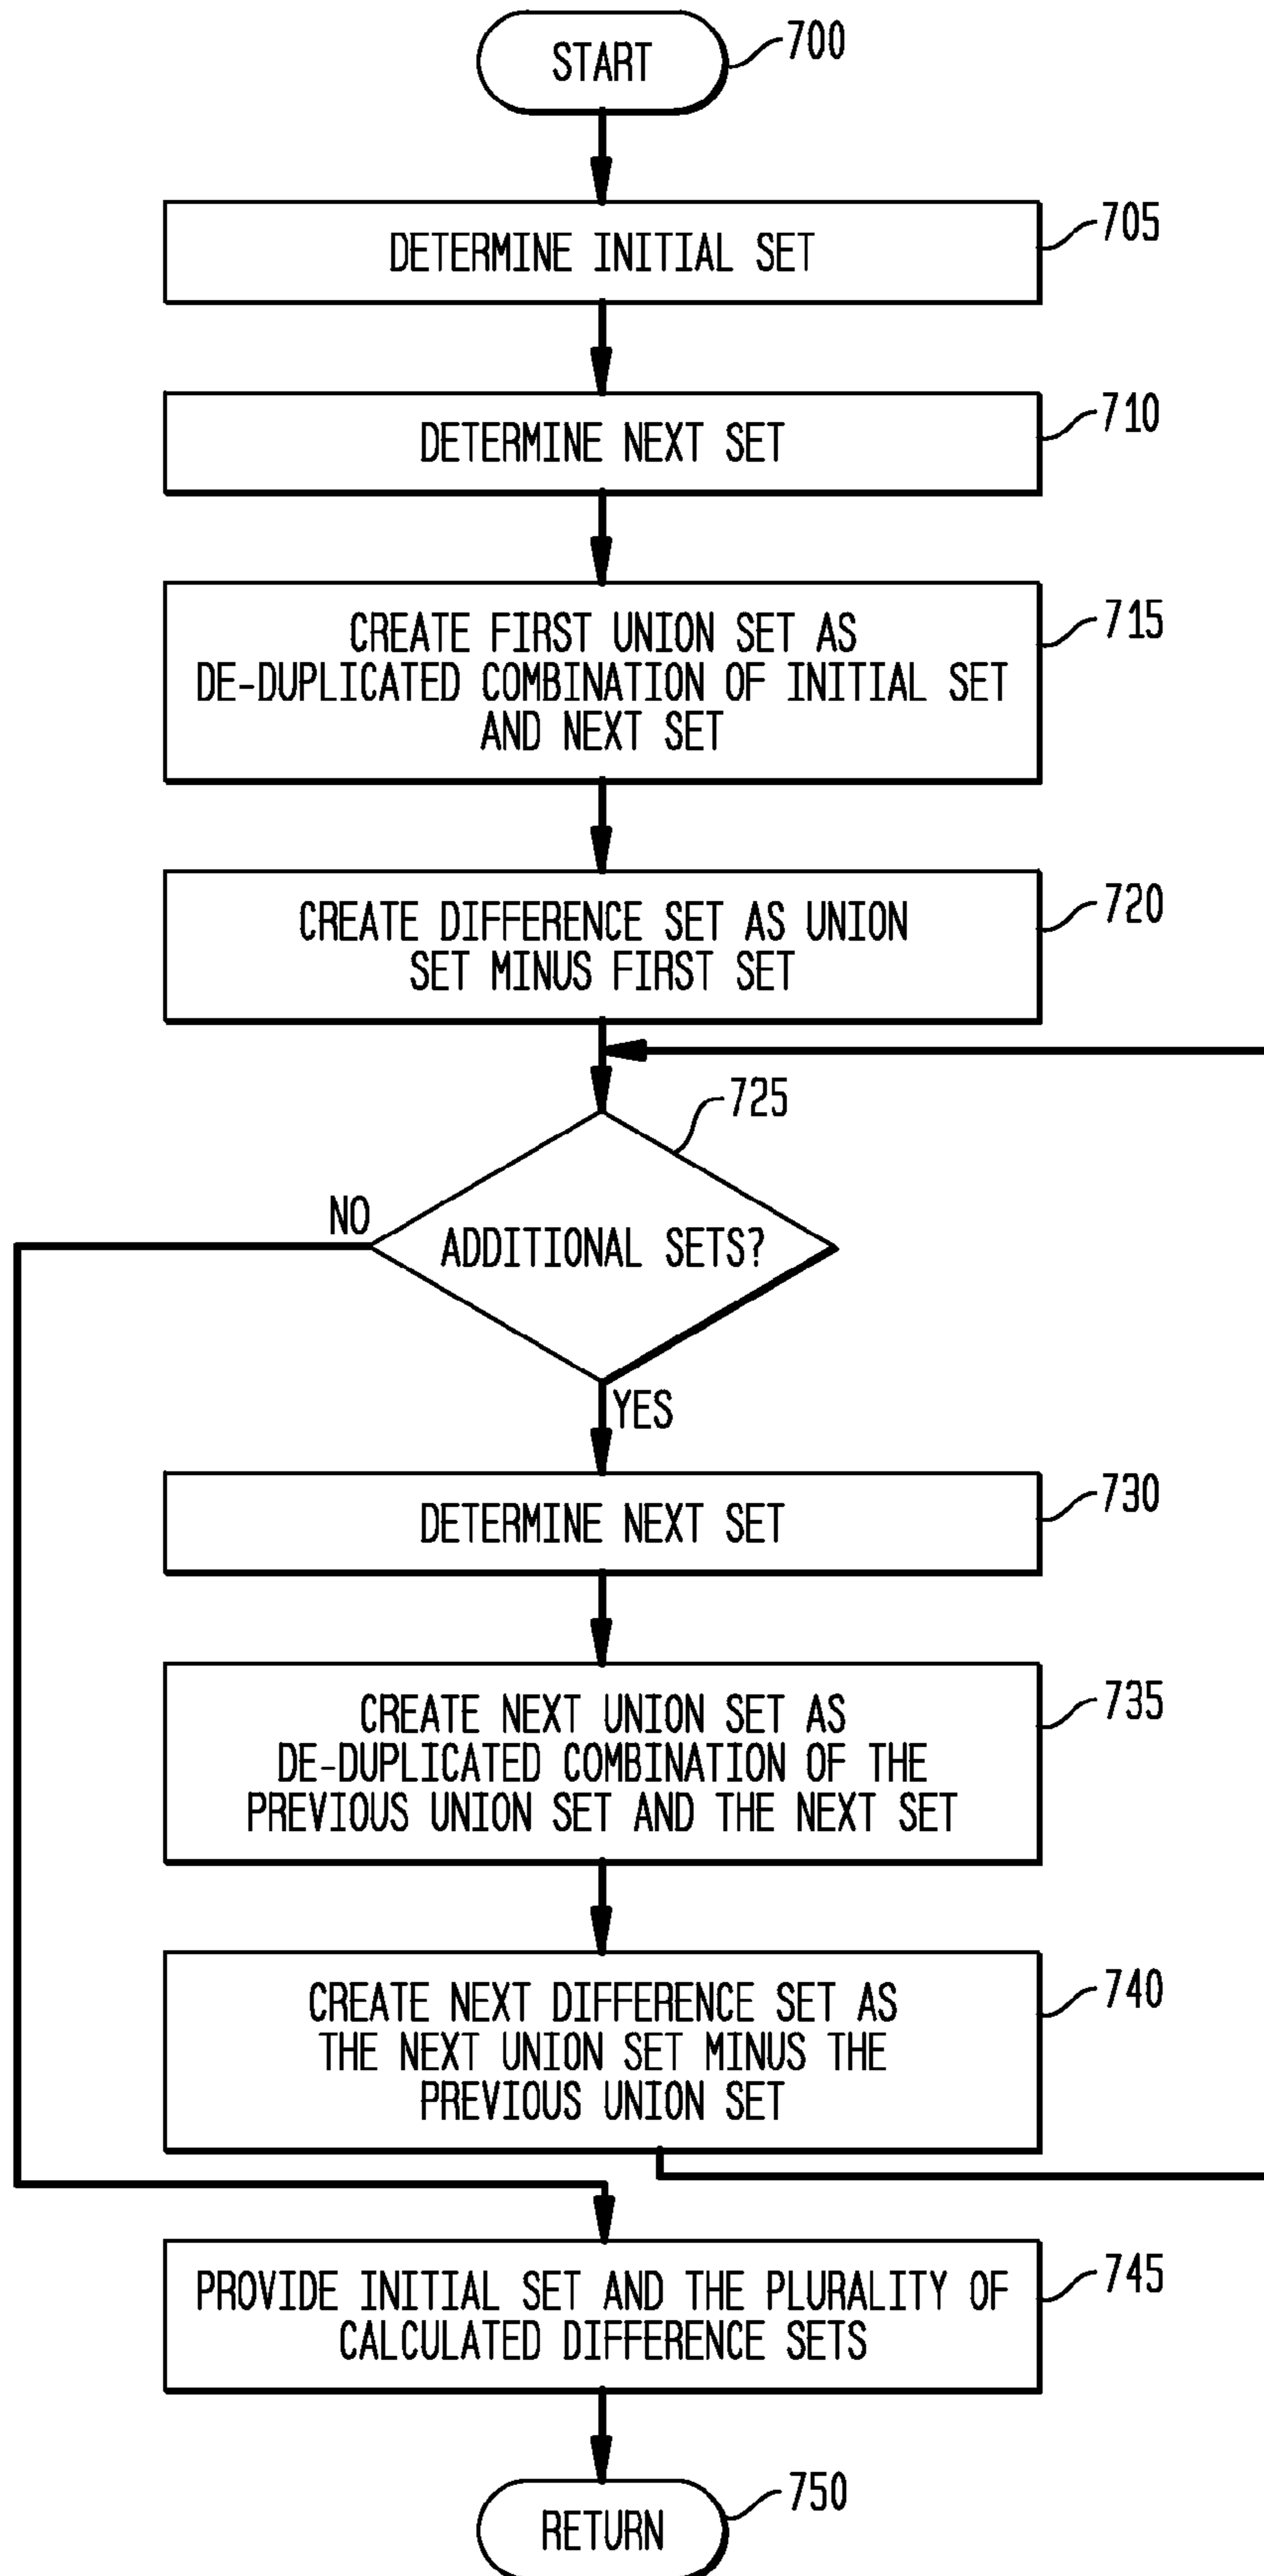 START
700
DETERMINE INITIAL SET
705
DETERMINE NEXT SET
710
CREATE FIRST UNION SET AS
DE-DUPLICATED COMBINATION OF INITIAL SET
AND NEXT SET
715
CREATE DIFFERENCE SET AS UNION
SET MINUS FIRST SET
720
725
NO
ADDITIONAL SETS?
YES
DETERMINE NEXT SET
730
CREATE NEXT UNION SET AS
DE-DUPLICATED COMBINATION OF THE
PREVIOUS UNION SET AND THE NEXT SET
735
CREATE NEXT DIFFERENCE SET AS
THE NEXT UNION SET MINUS THE
PREVIOUS UNION SET
740
PROVIDE INITIAL SET AND THE PLURALITY OF
CALCULATED DIFFERENCE SETS
745
RETURN
750